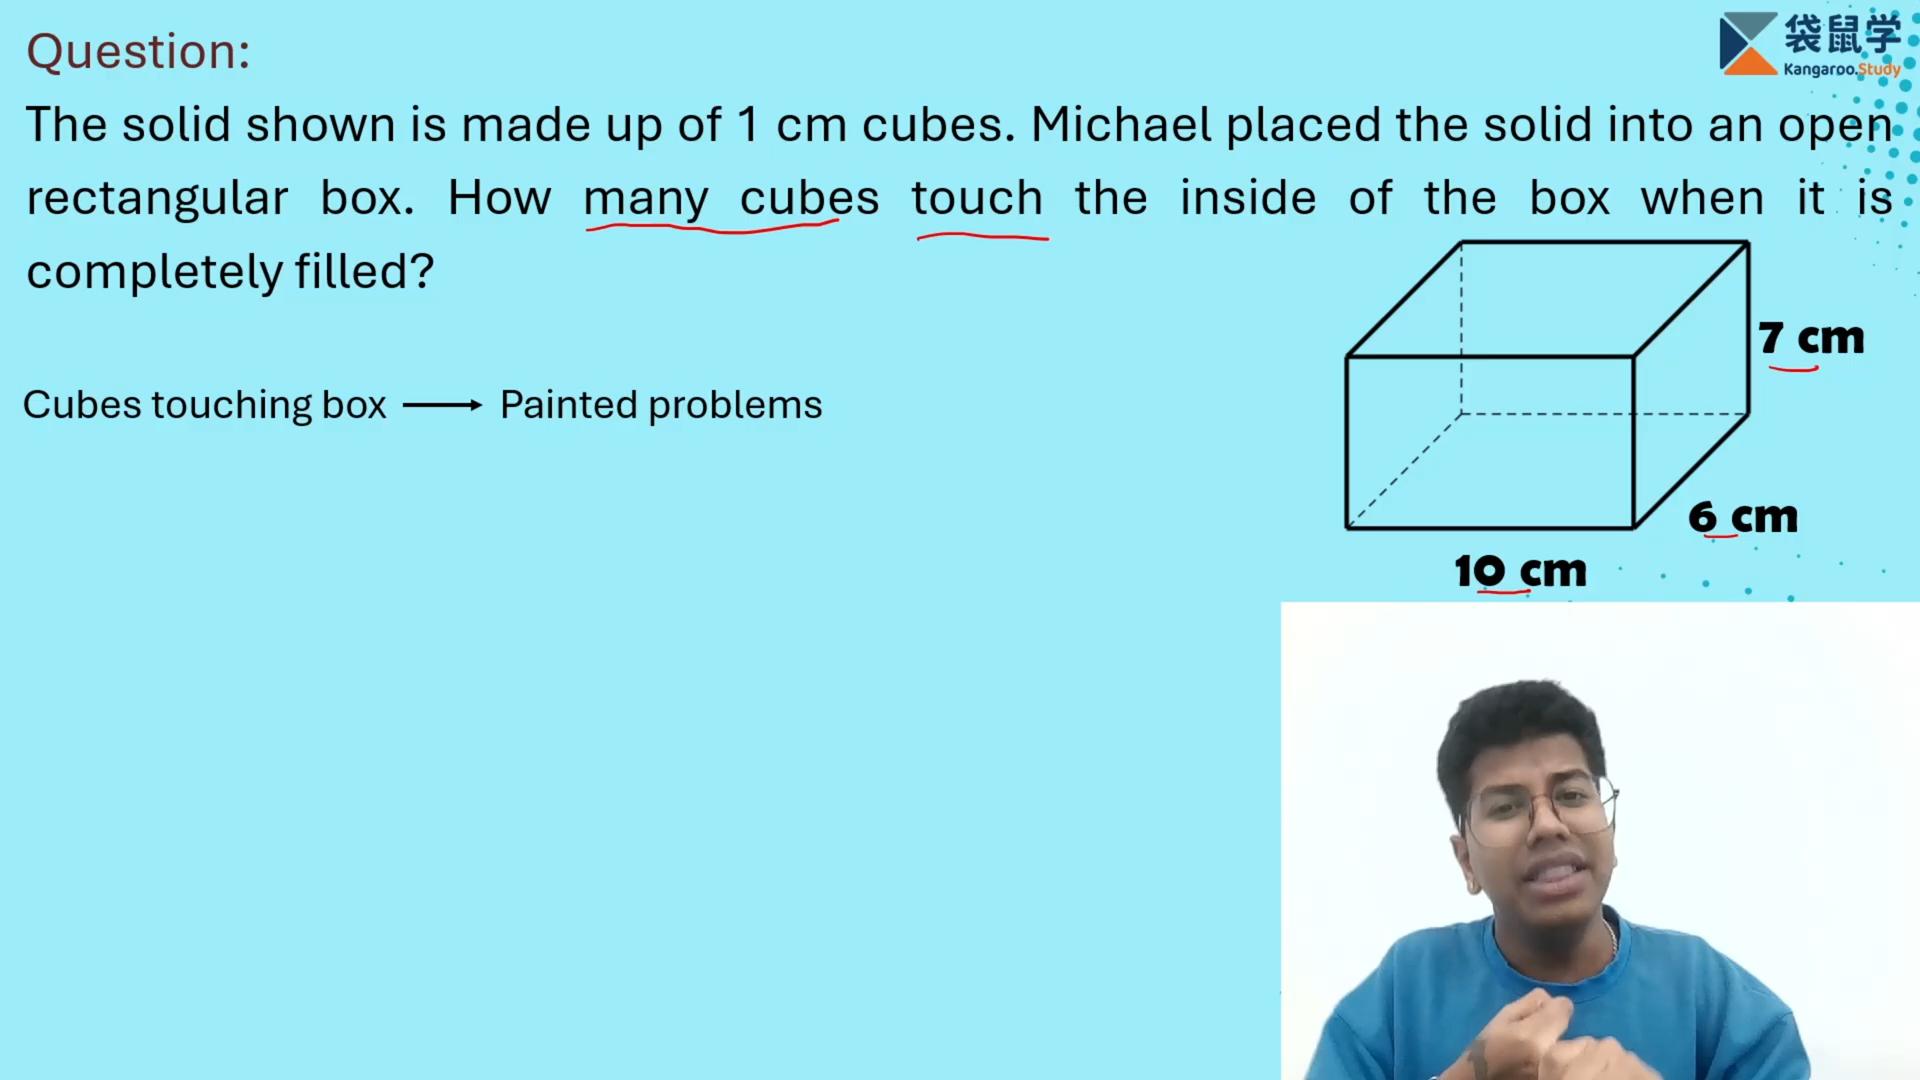 Question:
袋鼠学
Kangaroo.Study
The solid shown is made up of 1 cm cubes. Michael placed the solid into an open
rectangular box. How many cubes touch the inside of the box when it is
completely filled?
7 cm
Cubes touching box → Painted problems
6 cm
10 cm